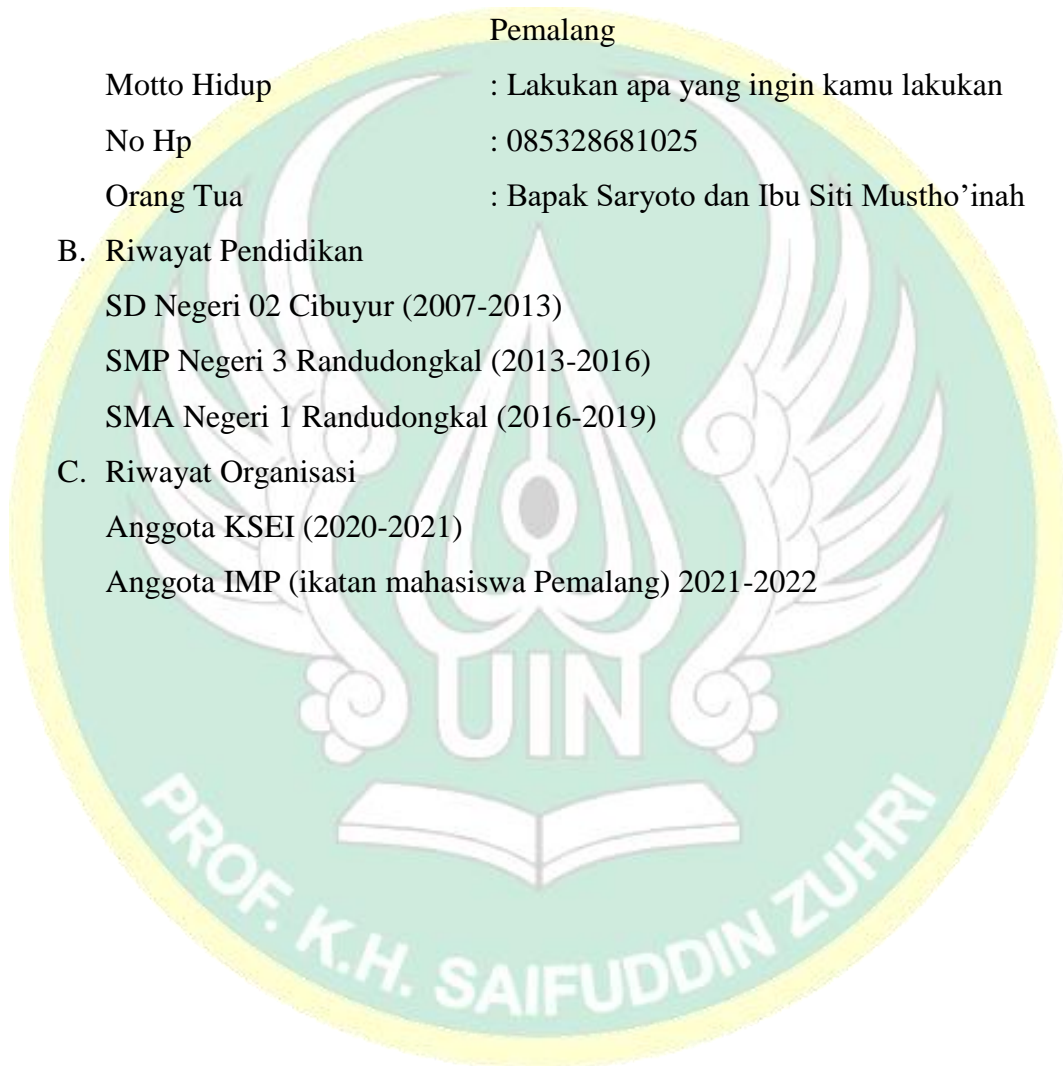 Pemalang
Motto Hidup : Lakukan apa yang ingin kamu lakukan
No Hp : 085328681025
Orang Tua : Bapak Saryoto dan Ibu Siti Mustho’inah
B. Riwayat Pendidikan
SD Negeri 02 Cibuyur (2007-2013)
SMP Negeri 3 Randudongkal (2013-2016)
SMA Negeri 1 Randudongkal (2016-2019)
C. Riwayat Organisasi
Anggota KSEI (2020-2021)
Anggota IMP (ikatan mahasiswa Pemalang) 2021-2022
UIN
PROF. K.H. SAIFUDDIN ZUHRI